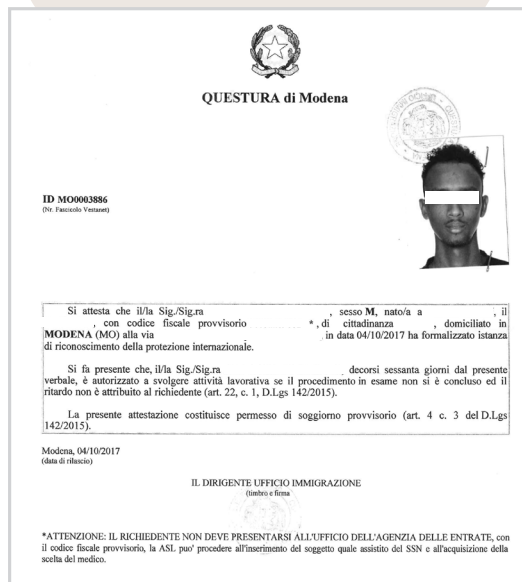 QUESTURA di Modena
ID MO0003886
(Nr. Fascicolo Vestanet)
Si attesta che il/la Sig./Sig.ra , sesso M, nato/a a , il
, con codice fiscale provvisorio * , di cittadinanza , domiciliato in
MODENA (MO) alla via , in data 04/10/2017 ha formalizzato istanza
di riconoscimento della protezione internazionale.
Si fa presente che, il/la Sig./Sig.ra decorsi sessanta giorni dal presente
verbale, è autorizzato a svolgere attività lavorativa se il procedimento in esame non si è concluso ed il
ritardo non è attribuito al richiedente (art. 22, c. 1, D.Lgs 142/2015).
La presente attestazione costituisce permesso di soggiorno provvisorio (art. 4 c. 3 del D.Lgs
142/2015).
Modena, 04/10/2017
(data di rilascio)
IL DIRIGENTE UFFICIO IMMIGRAZIONE
(timbro e firma
*ATTENZIONE: IL RICHIEDENTE NON DEVE PRESENTARSI ALL'UFFICIO DELL'AGENZIA DELLE ENTRATE, con
il codice fiscale provvisorio, la ASL puo' procedere all'inserimento del soggetto quale assistito del SSN e all'acquisizione della
scelta del medico.